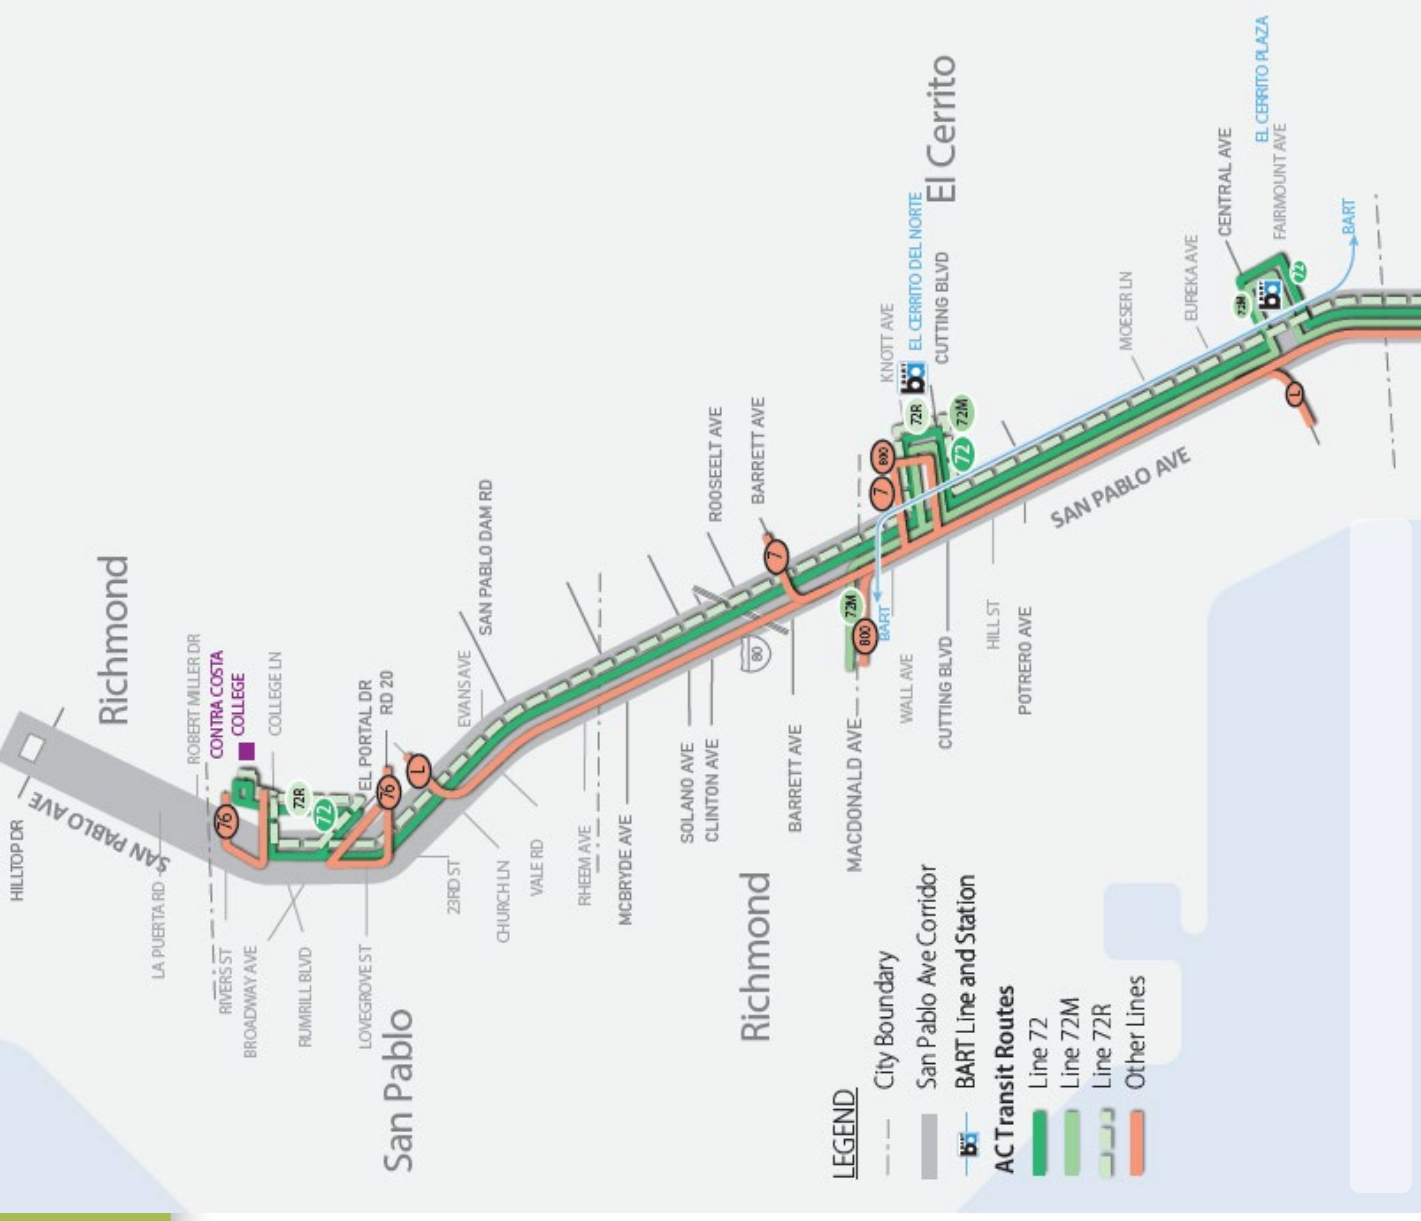 HILLTOP DR
SAN PABLO AVE
Richmond
LA PUERTA RD
ROBERT MILLER DR
CONTRA COSTA
COLLEGE
COLLEGE LN
76
72R
72
EL PORTAL DR
RD 20
76
L
RIVERS ST
BROADWAY AVE
RUMRILL BLVD
LOVEGROVE ST
San Pablo
23RD ST
EVANS AVE
SAN PABLO DAM RD
CHURCH LN
VALE RD
RHEEM AVE
MCBRYDE AVE
SOLANO AVE
CLINTON AVE
ROOSEELT AVE
80
BARRETT AVE
7
BARRETT AVE
Richmond
MACDONALD AVE
72M
800
BART
7
800
KNOTT AVE
BART
ba
EL CERRITO DEL NORTE
CUTTING BLVD
El Cerrito
72R
72M
72
WALL AVE
CUTTING BLVD
HILL ST
POTRERO AVE
SAN PABLO AVE
MOESER LN
EUREKA AVE
CENTRAL AVE
EL CERRITO PLAZA
FAIRMOUNT AVE
72M
BART
ba
72
L
BART
LEGEND
City Boundary
San Pablo Ave Corridor
BART
ba
BART Line and Station
AC Transit Routes
Line 72
Line 72M
Line 72R
Other Lines